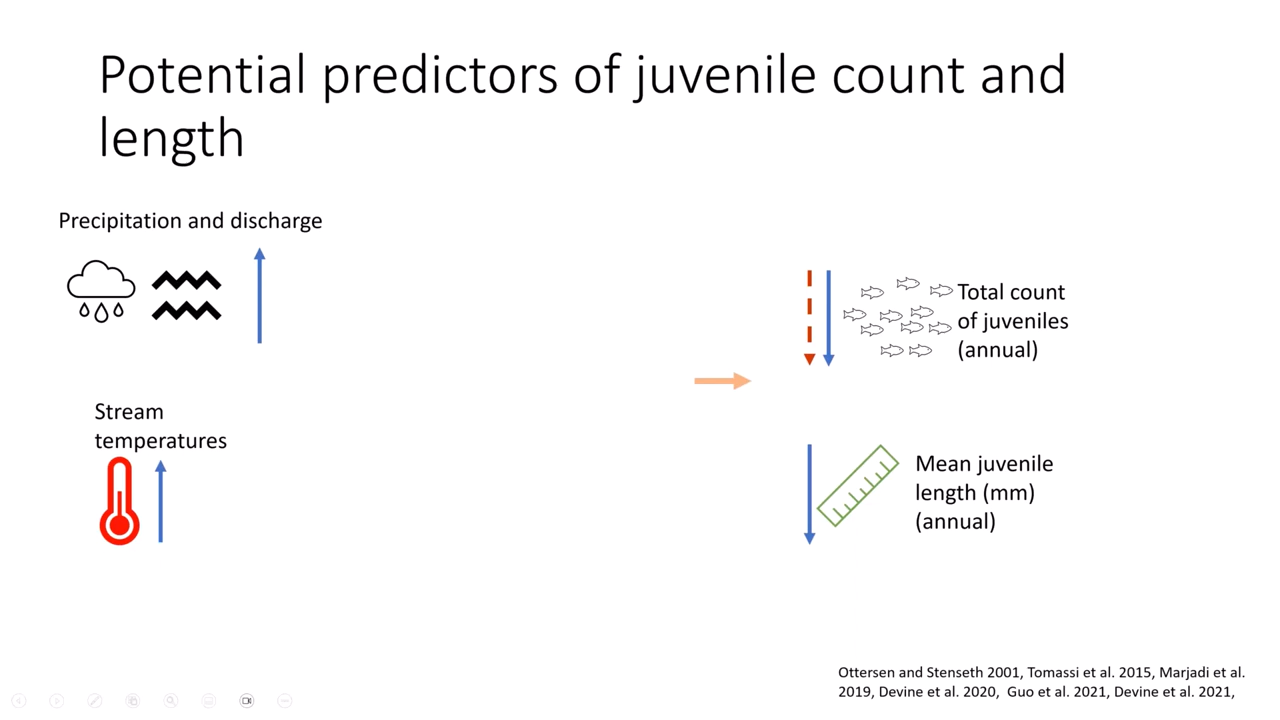 Potential predictors of juvenile count and
length
Precipitation and discharge
Total count
of juveniles
(annual)
Stream
temperatures
Mean juvenile
length (mm)
(annual)
Ottersen and Stenseth 2001, Tomassi et al. 2015, Marjadi et al.
2019, Devine et al. 2020,  Guo et al. 2021, Devine et al. 2021,